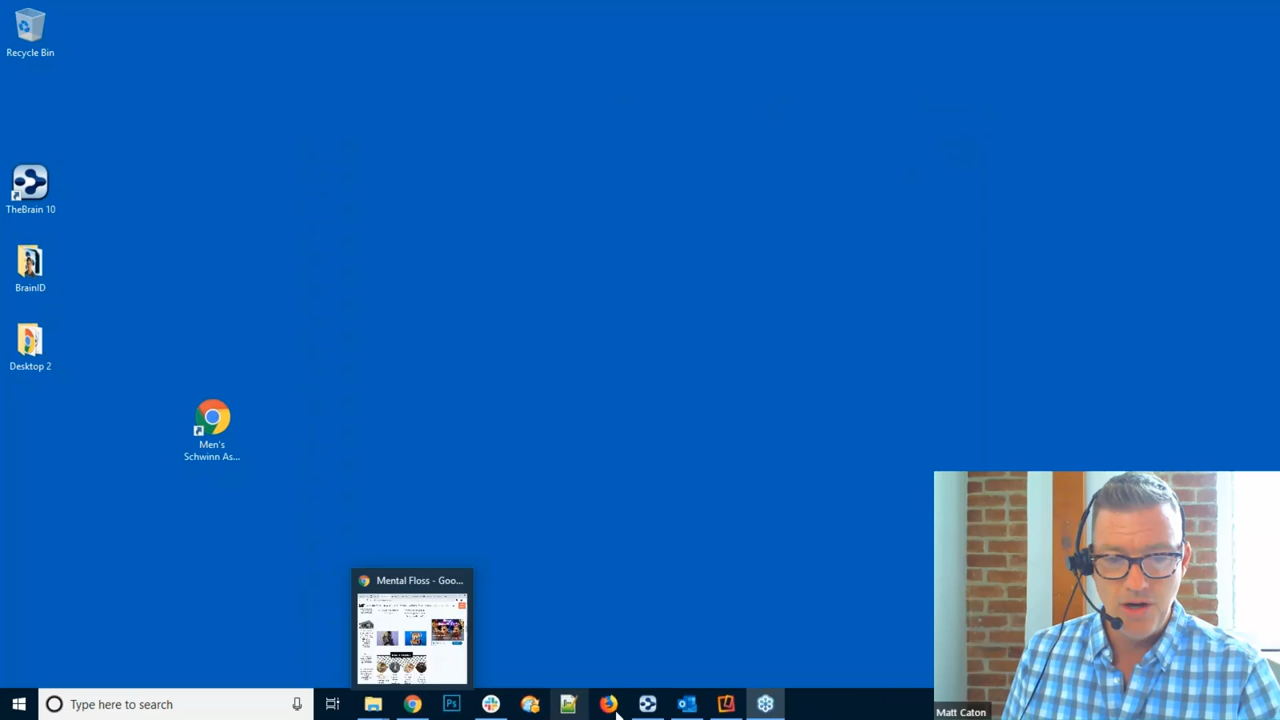 Recycle Bin
TheBrain 10
BrainID
Desktop 2
Men's
Schwinn As...
Mental Floss - Goo...
Type here to search
Ps
Matt Caton